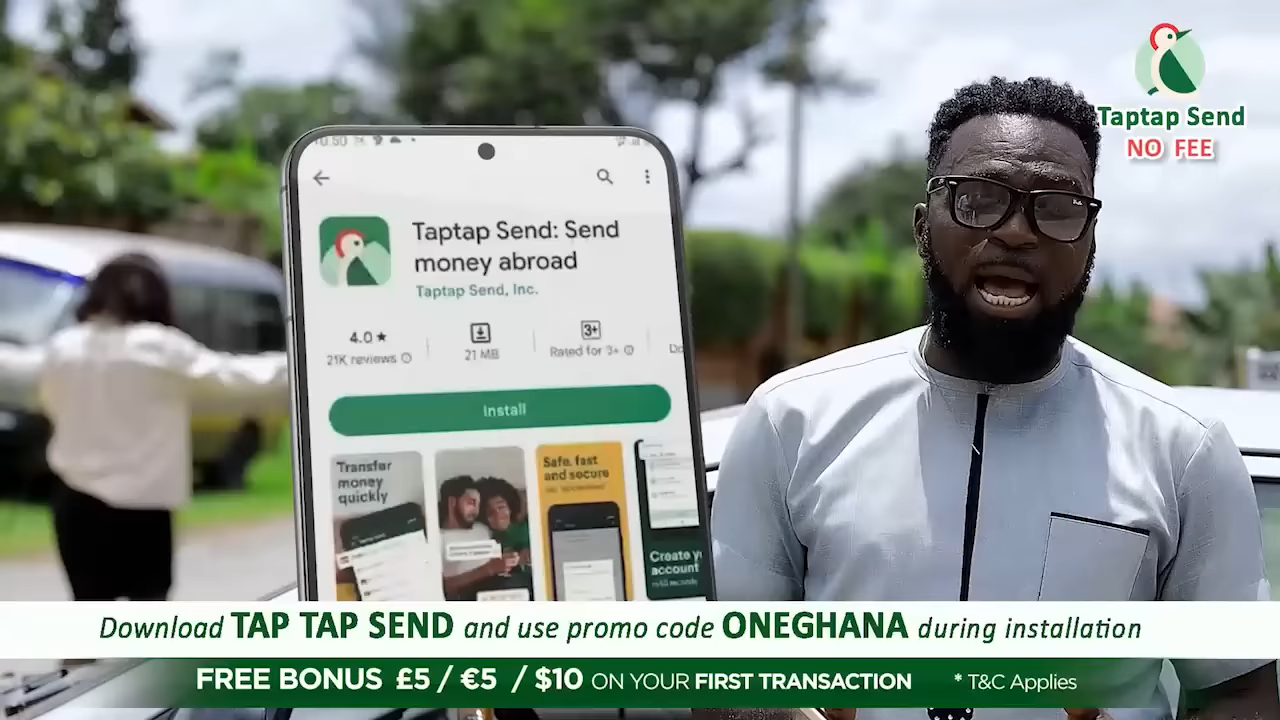 Taptap Send
NO FEE
Taptap Send: Send
money abroad
Taptap Send, Inc.
4.0★
21K reviews
21 MB
3+
Rated for 3+
Install
Transfer
money
quickly
Safe, fast
and secure
Create y
account
Download TAP TAP SEND and use promo code ONEGHANA during installation
FREE BONUS £5 / €5 / $10 ON YOUR FIRST TRANSACTION * T&C Applies